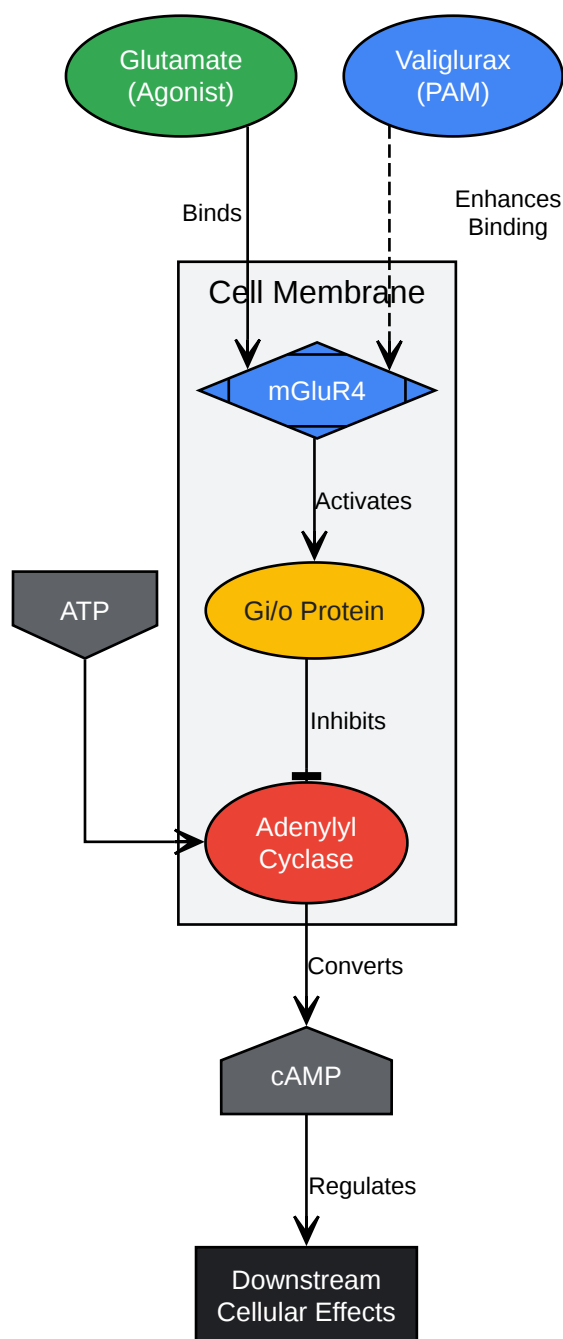 Glutamate
(Agonist)
Valiglurax
(PAM)
Binds
Enhances
Binding
Cell Membrane
mGluR4
Activates
ATP
Gi/o Protein
Inhibits
Adenylyl
Cyclase
Converts
cAMP
Regulates
Downstream
Cellular Effects